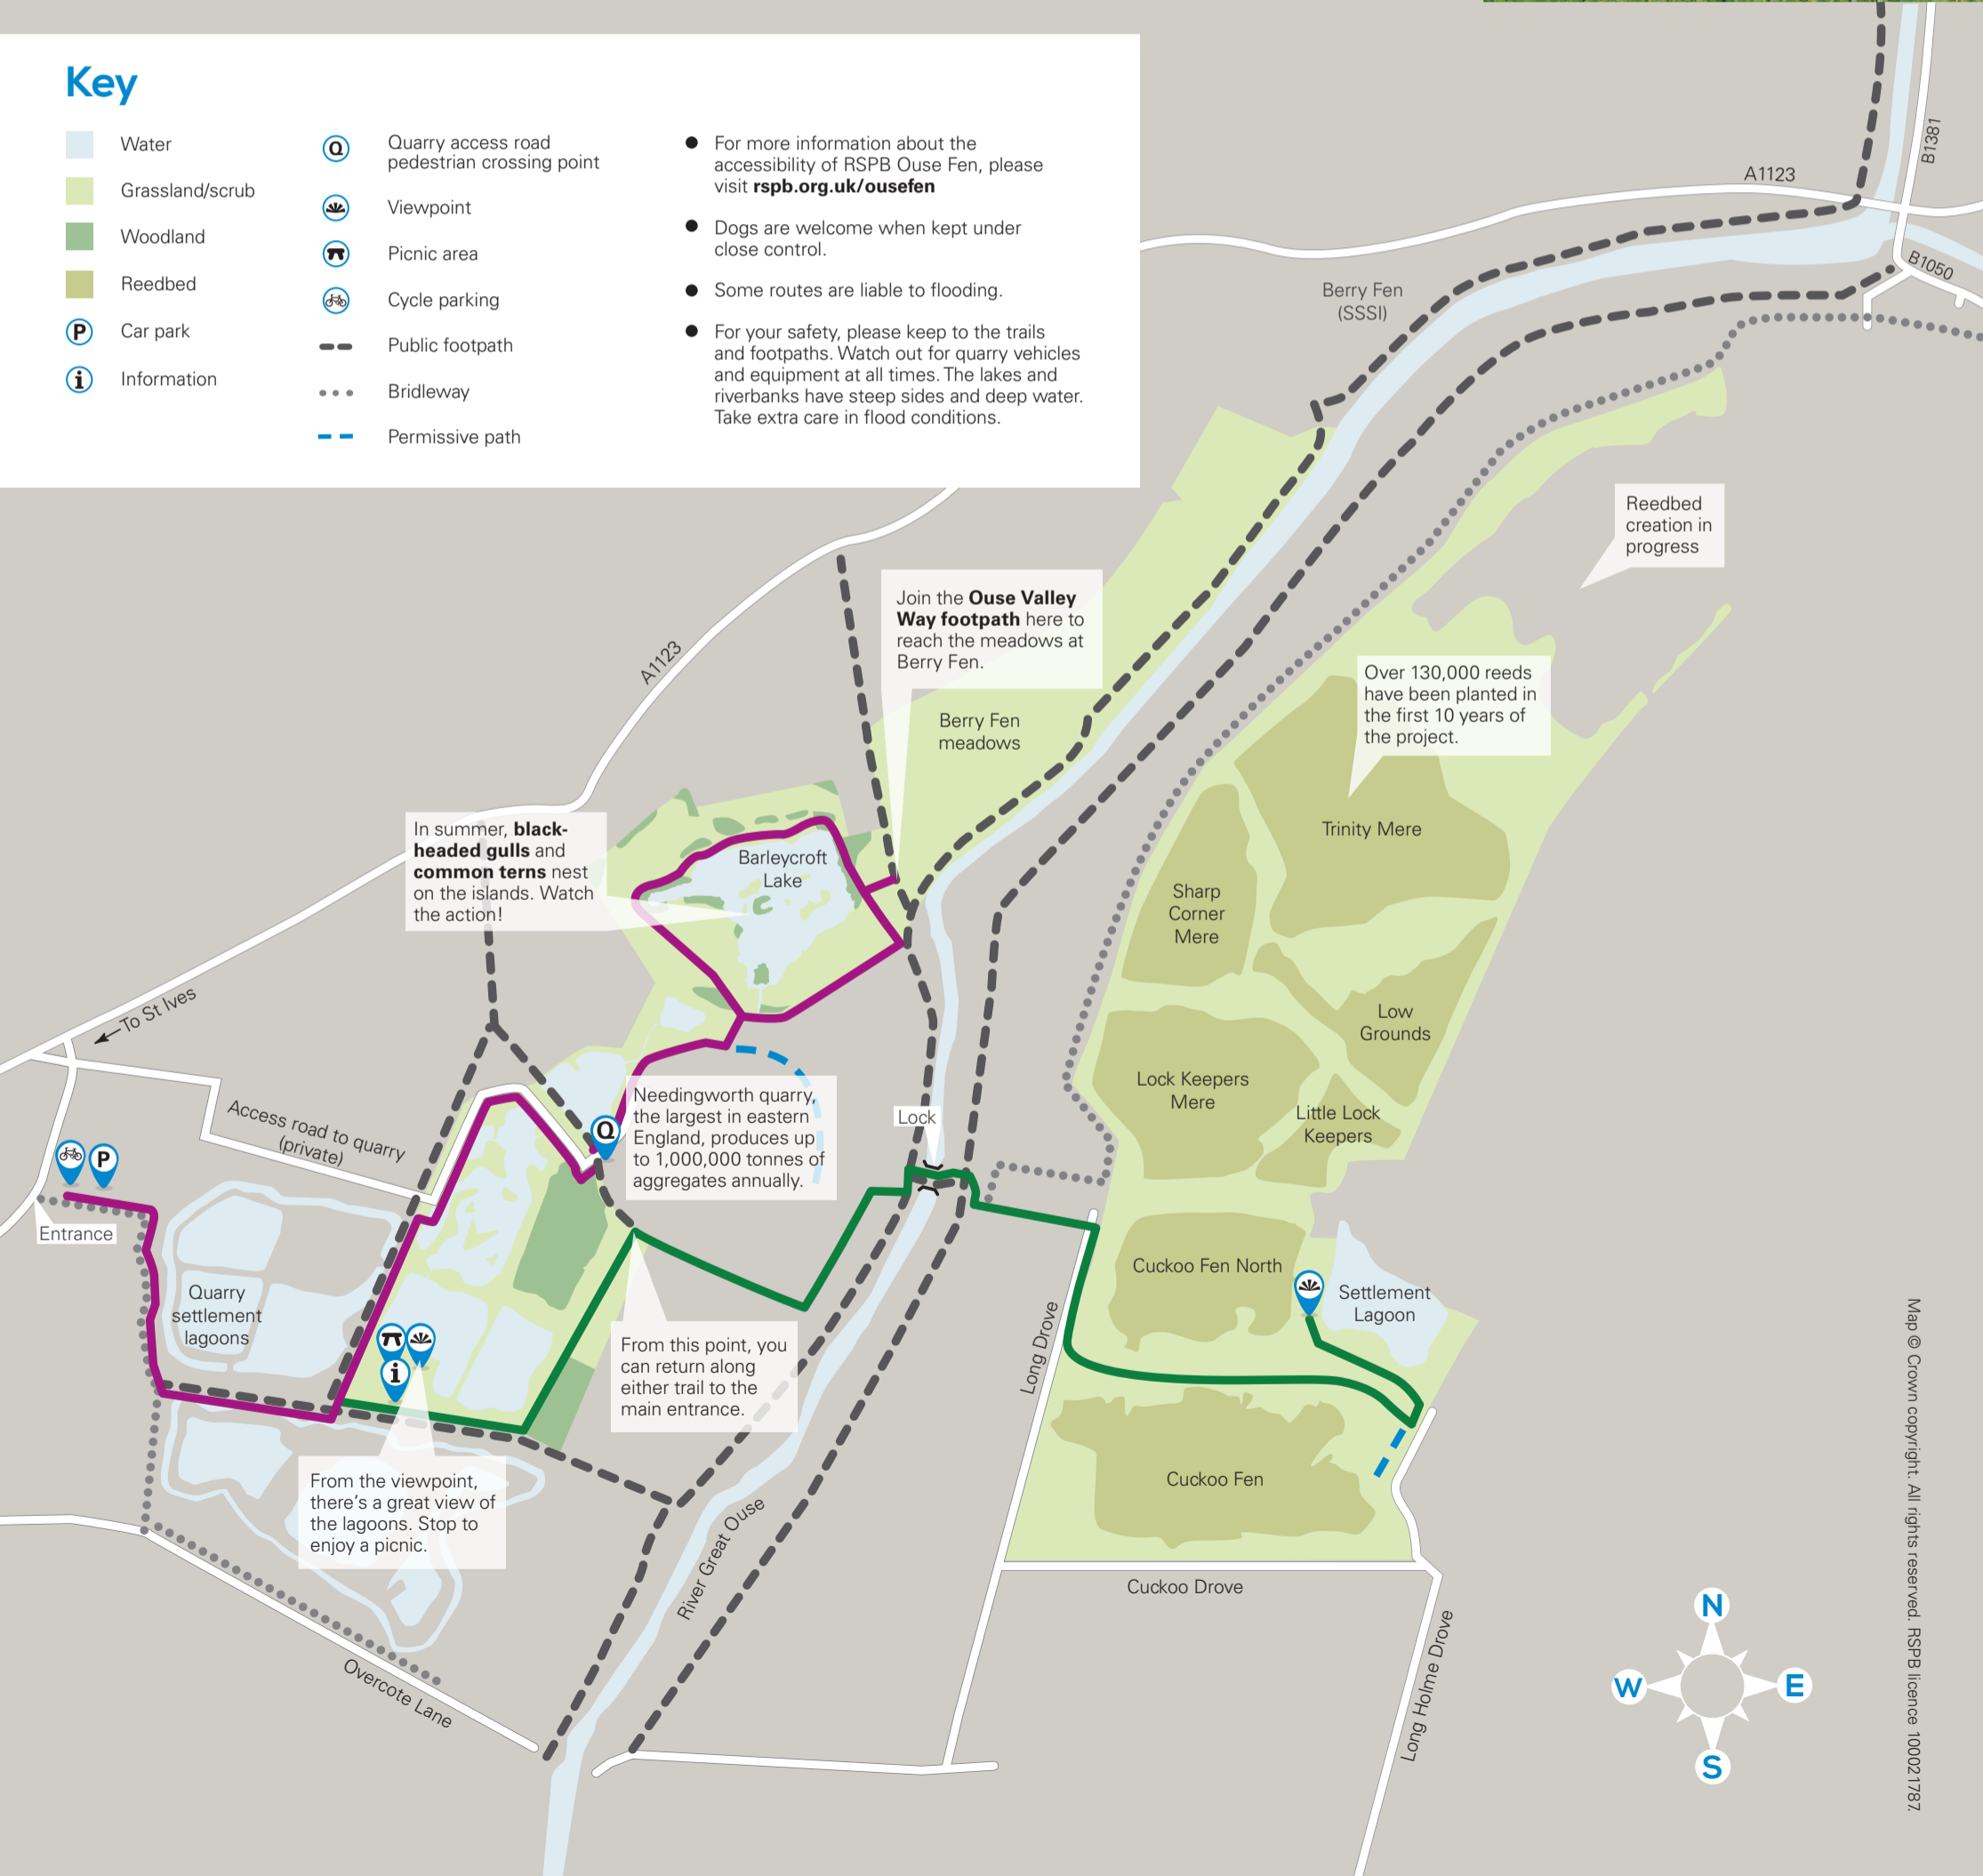 Key
Water
Grassland/scrub
Woodland
Reedbed
P
Car park
i
Information
Q
Quarry access road
pedestrian crossing point
Viewpoint
Picnic area
Cycle parking
Public footpath
Bridleway
Permissive path
For more information about the
accessibility of RSPB Ouse Fen, please
visit rspb.org.uk/ousefen
Dogs are welcome when kept under
close control.
Some routes are liable to flooding.
For your safety, please keep to the trails
and footpaths. Watch out for quarry vehicles
and equipment at all times. The lakes and
riverbanks have steep sides and deep water.
Take extra care in flood conditions.
B1381
A1123
B1050
Berry Fen
(SSSI)
Reedbed
creation in
progress
Join the Ouse Valley
Way footpath here to
reach the meadows at
Berry Fen.
A1123
Over 130,000 reeds
have been planted in
the first 10 years of
the project.
Berry Fen
meadows
In summer, black-
headed gulls and
common terns nest
on the islands. Watch
the action!
Barleycroft
Lake
Trinity Mere
Sharp
Corner
Mere
To St Ives
Low
Grounds
Lock Keepers
Mere
Little Lock
Keepers
Access road to quarry
(private)
Q
Needingworth quarry,
the largest in eastern
England, produces up
to 1,000,000 tonnes of
aggregates annually.
Lock
P
Entrance
Quarry
settlement
lagoons
Cuckoo Fen North
Settlement
Lagoon
i
From this point, you
can return along
either trail to the
main entrance.
Long Drove
From the viewpoint,
there's a great view of
the lagoons. Stop to
enjoy a picnic.
Cuckoo Fen
River Great Ouse
Cuckoo Drove
Overcote Lane
Long Holme Drove
N
W
E
S
Map © Crown copyright. All rights reserved. RSPB licence 100021787.